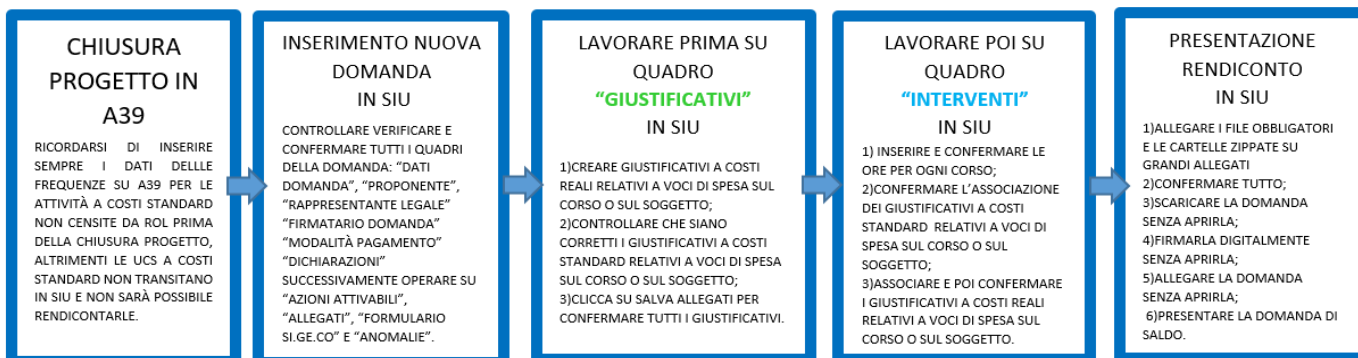 CHIUSURA
PROGETTO IN
A39
RICORDARSI DI INSERIRE
SEMPRE I DATI DELLLE
FREQUENZE SU A39 PER LE
ATTIVITÀ A COSTI STANDARD
NON CENSITE DA ROL PRIMA
DELLA CHIUSURA PROGETTO,
ALTRIMENTI LE UCS A COSTI
STANDARD NON TRANSITANO
IN SIU E NON SARÀ POSSIBILE
RENDICONTARLE.
INSERIMENTO NUOVA
DOMANDA
IN SIU
CONTROLLARE VERIFICARE E
CONFERMARE TUTTI I QUADRI
DELLA DOMANDA: “DATI
DOMANDA”, “PROPONENTE”,
“RAPPRESENTANTE LEGALE”
“FIRMATARIO DOMANDA”
“MODALITÀ PAGAMENTO”
“DICHIARAZIONI”
SUCCESSIVAMENTE OPERARE SU
“AZIONI ATTIVABILI”,
“ALLEGATI”, “FORMULARIO
SI.GE.CO” E “ANOMALIE”.
LAVORARE PRIMA SU
QUADRO
“GIUSTIFICATIVI”
IN SIU
1)CREARE GIUSTIFICATIVI A COSTI
REALI RELATIVI A VOCI DI SPESA SUL
CORSO O SUL SOGGETTO;
2)CONTROLLARE CHE SIANO
CORRETTI I GIUSTIFICATIVI A COSTI
STANDARD RELATIVI A VOCI DI SPESA
SUL CORSO O SUL SOGGETTO;
3)CLICCA SU SALVA ALLEGATI PER
CONFERMARE TUTTI I GIUSTIFICATIVI.
LAVORARE POI SU
QUADRO
“INTERVENTI”
IN SIU
1) INSERIRE E CONFERMARE LE
ORE PER OGNI CORSO;
2)CONFERMARE L’ASSOCIAZIONE
DEI GIUSTIFICATIVI A COSTI
STANDARD RELATIVI A VOCI DI
SPESA SUL CORSO O SUL
SOGGETTO;
3)ASSOCIARE E POI CONFERMARE
I GIUSTIFICATIVI A COSTI REALI
RELATIVI A VOCI DI SPESA SUL
CORSO O SUL SOGGETTO.
PRESENTAZIONE
RENDICONTO
IN SIU
1)ALLEGARE I FILE OBBLIGATORI
E LE CARTELLE ZIPPATE SU
GRANDI ALLEGATI
2)CONFERMARE TUTTO;
3)SCARICARE LA DOMANDA
SENZA APRIRLA;
4)FIRMARLA DIGITALMENTE
SENZA APRIRLA;
5)ALLEGARE LA DOMANDA
SENZA APRIRLA;
6)PRESENTARE LA DOMANDA DI
SALDO.